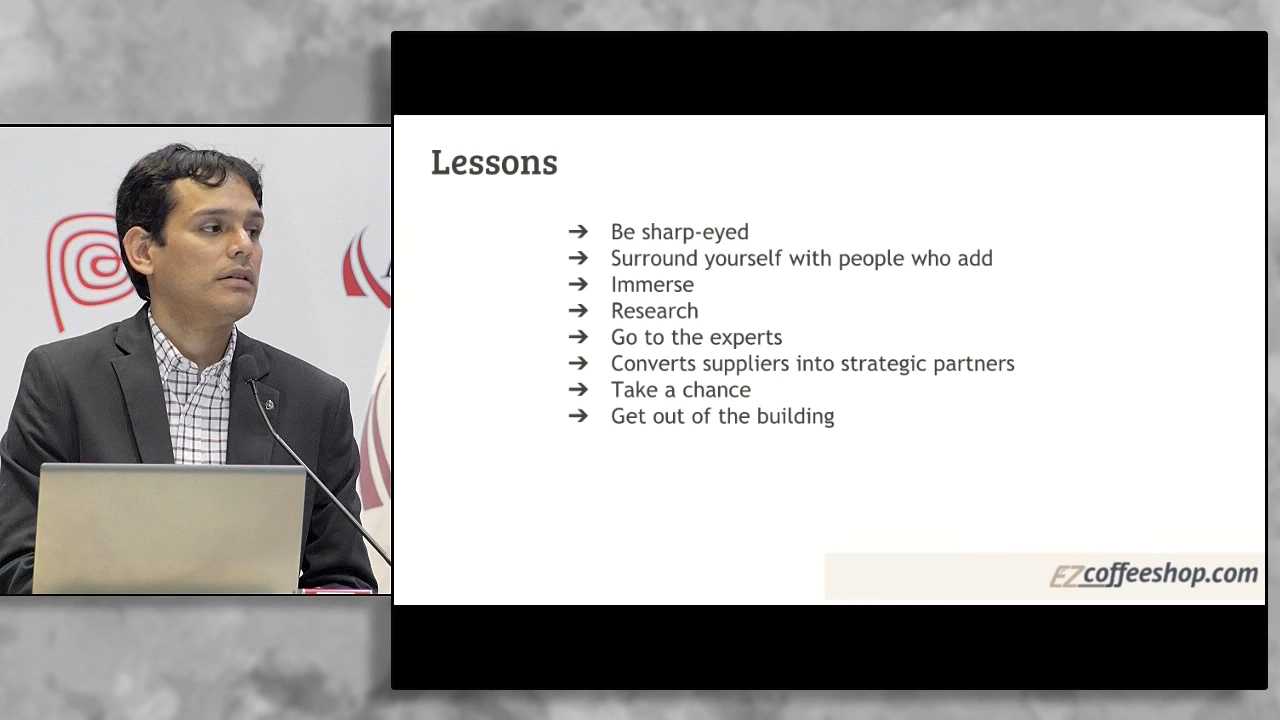 Lessons
➔ Be sharp-eyed
➔ Surround yourself with people who add
➔ Immerse
➔ Research
➔ Go to the experts
➔ Converts suppliers into strategic partners
➔ Take a chance
➔ Get out of the building
EZcoffeeshop.com